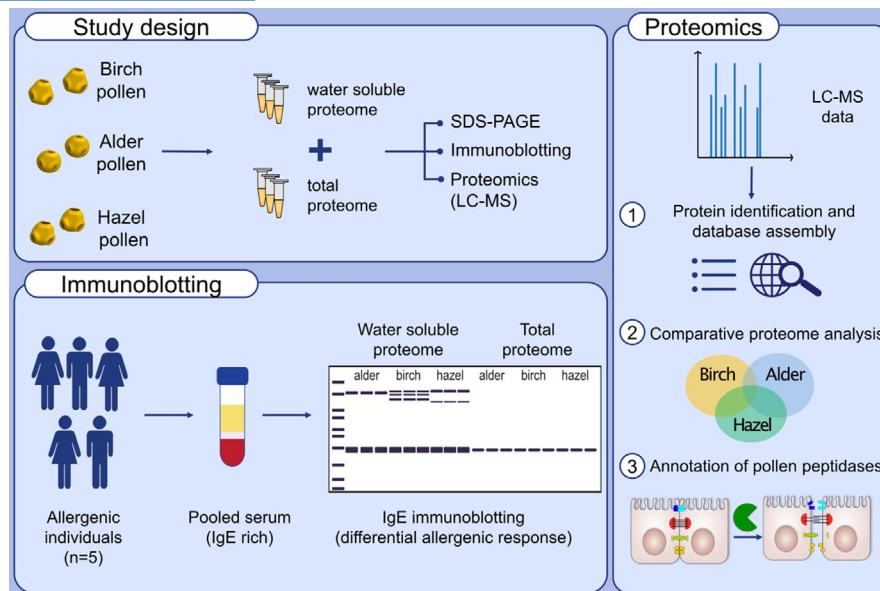 Study design
Birch
pollen
Alder
pollen
Hazel
pollen
water soluble
proteome
+
total
proteome
SDS-PAGE
Immunoblotting
Proteomics
(LC-MS)
Immunoblotting
Allergenic
individuals
(n=5)
Pooled serum
(IgE rich)
Water soluble
proteome
Total
proteome
alder birch hazel alder birch hazel
IgE immunoblotting
(differential allergenic response)
Proteomics
LC-MS
data
1 Protein identification and
database assembly
2 Comparative proteome analysis
Birch
Alder
Hazel
3 Annotation of pollen peptidases